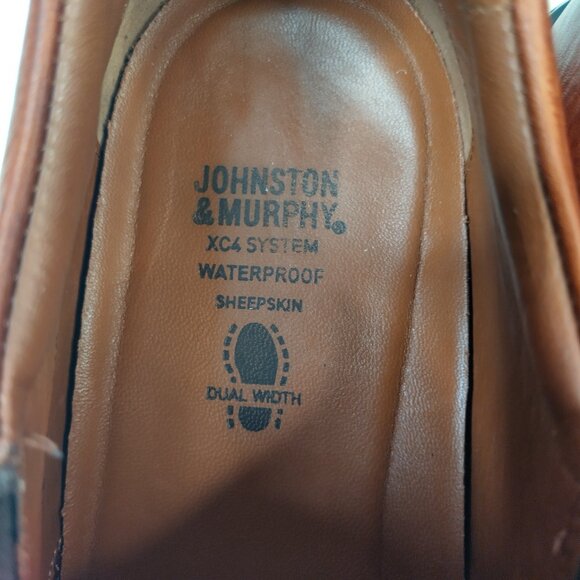 JOHNSTON
& MURPHY®
XC4 SYSTEM
WATERPROOF
SHEEPSKIN
DUAL WIDTH